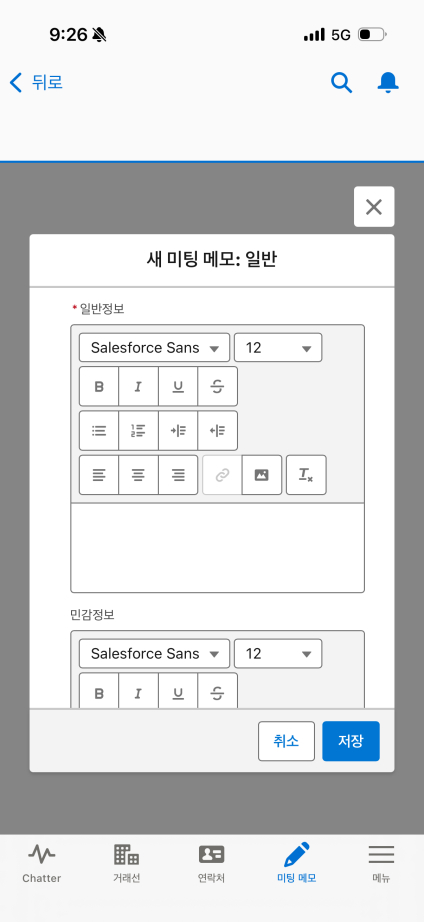 9:26
5G
뒤로
새 미팅 메모: 일반
* 일반정보
Salesforce Sans 12
B I U S
민감정보
Salesforce Sans 12
B I U S
취소 저장
Chatter 거래선 연락처 미팅 메모 메뉴